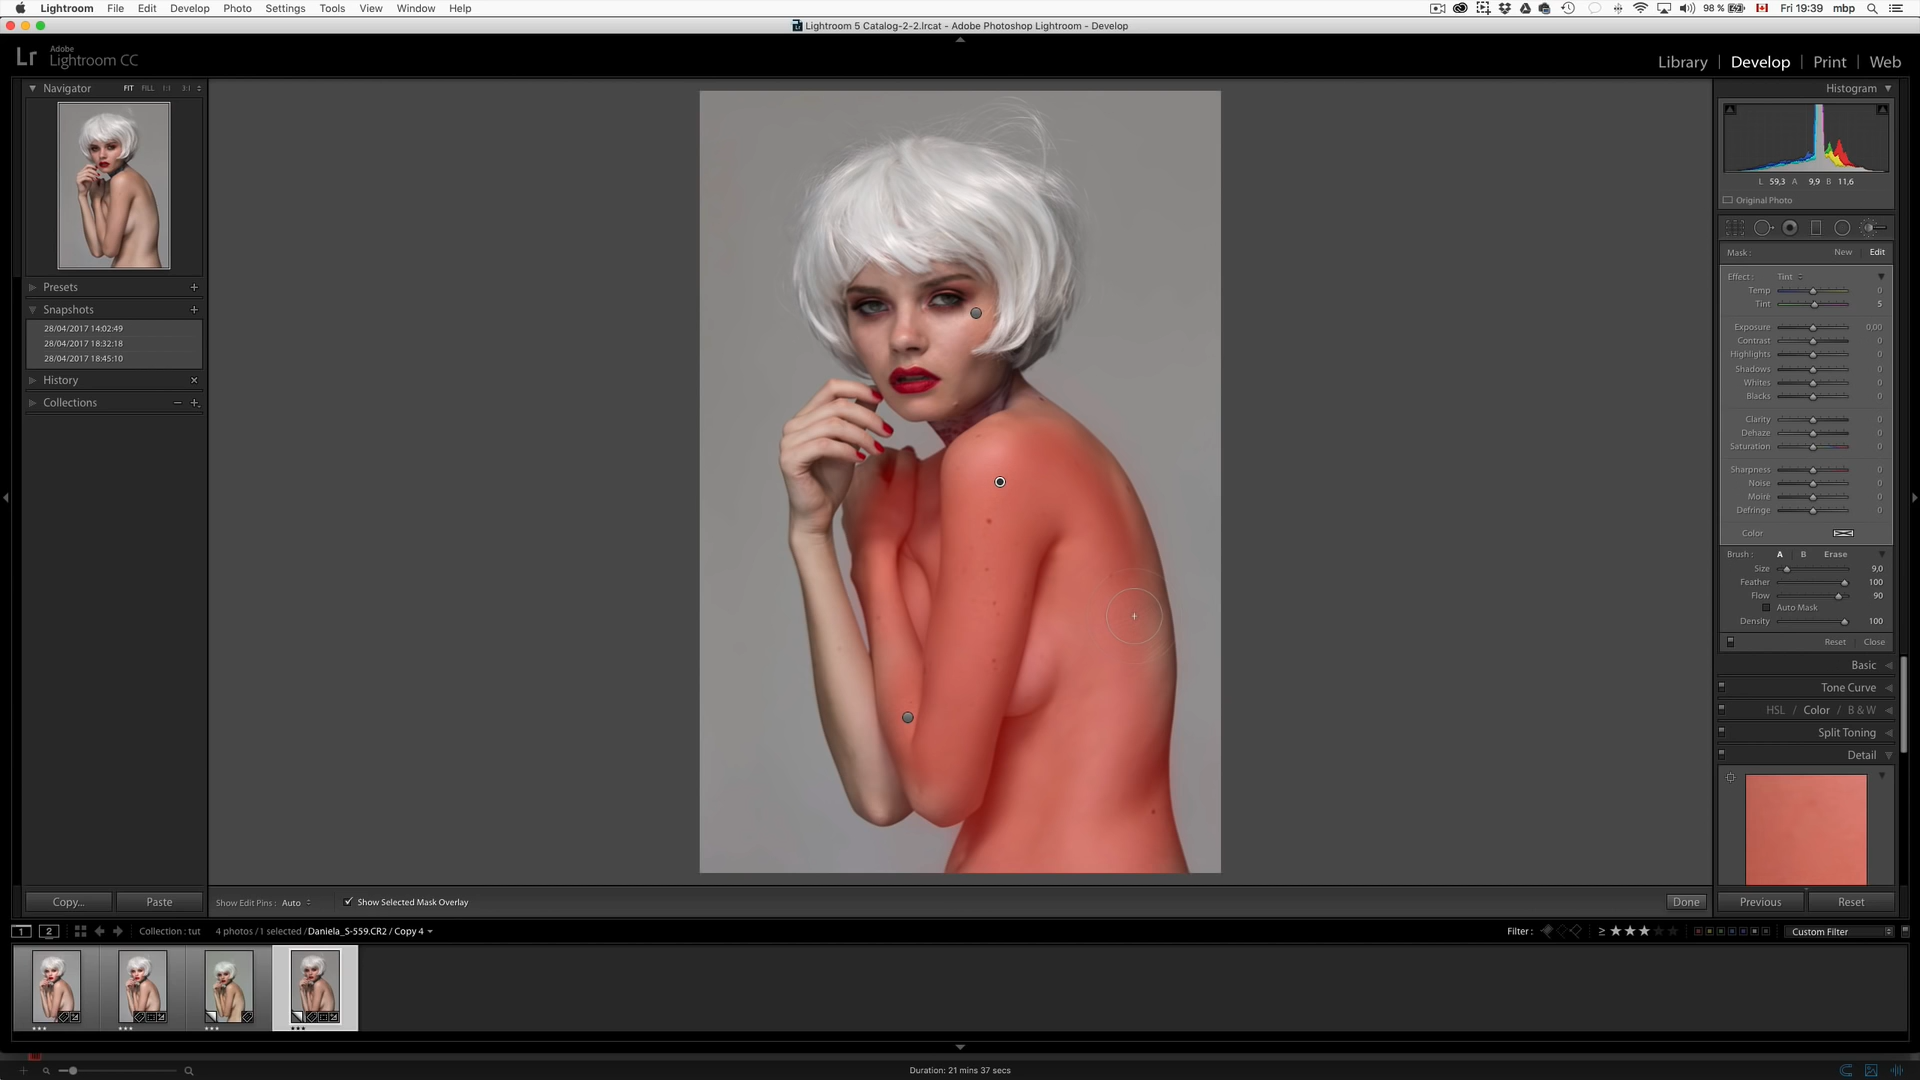 Lightroom File Edit Develop Photo Settings Tools View Window Help
98 % Fri 19:39 mbp
Lightroom 5 Catalog-2-2.lrcat - Adobe Photoshop Lightroom - Develop
Lr Adobe
Lightroom CC
Library | Develop | Print | Web
Navigator FIT FILL 1:1 3:1
Presets +
Snapshots +
28/04/2017 14:02:49
28/04/2017 18:32:18
28/04/2017 18:45:10
History ×
Collections − +
Copy... Paste
Histogram
L 59,3 A 9,9 B 11,6
Original Photo
Mask : New Edit
Effect : Tint
Temp 0
Tint 5
Exposure 0,00
Contrast 0
Highlights 0
Shadows 0
Whites 0
Blacks 0
Clarity 0
Dehaze 0
Saturation 0
Sharpness 0
Noise 0
Moiré 0
Defringe 0
Color
Brush : A B Erase
Size 9,0
Feather 100
Flow 90
Auto Mask
Density 100
Reset Close
Basic
Tone Curve
HSL / Color / B & W
Split Toning
Detail
Previous Reset
Show Edit Pins : Auto Show Selected Mask Overlay Done
1 2 Collection : tut 4 photos / 1 selected / Daniela_S-559.CR2 / Copy 4
Filter : ≥ ★★★★★ Custom Filter
Duration: 21 mins 37 secs